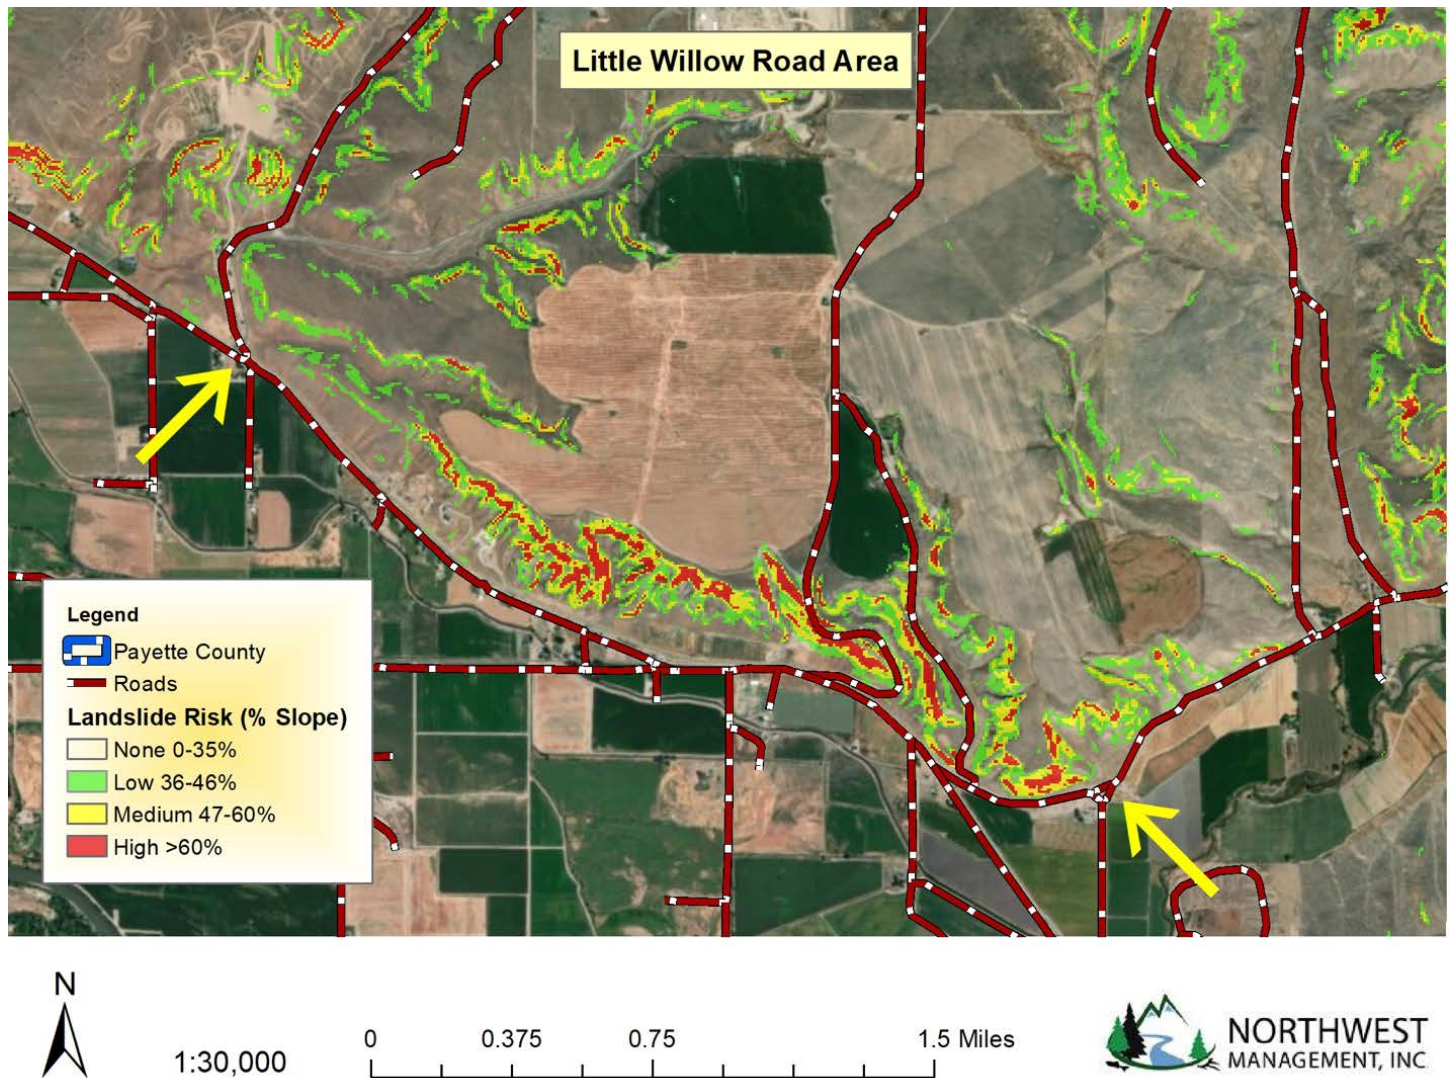 Little Willow Road Area
Legend
Payette County
Roads
Landslide Risk (% Slope)
None 0-35%
Low 36-46%
Medium 47-60%
High >60%
N
1:30,000
0 0.375 0.75 1.5 Miles
NORTHWEST
MANAGEMENT, INC